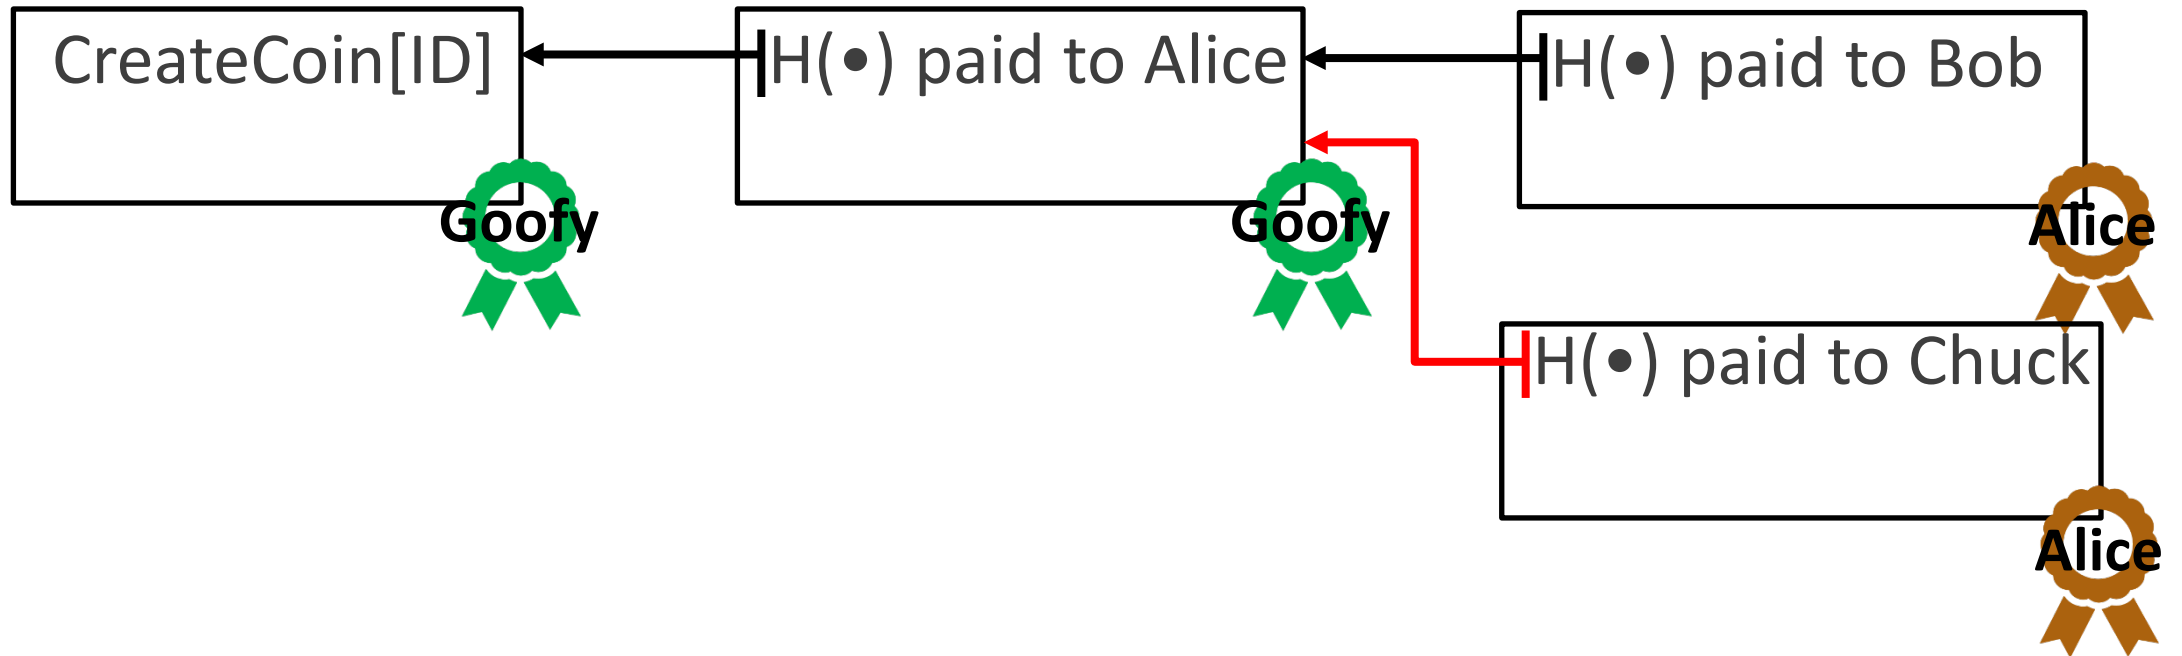 CreateCoin[ID]
H(•) paid to Alice
H(•) paid to Bob
Goofy
Goofy
Alice
H(•) paid to Chuck
Alice